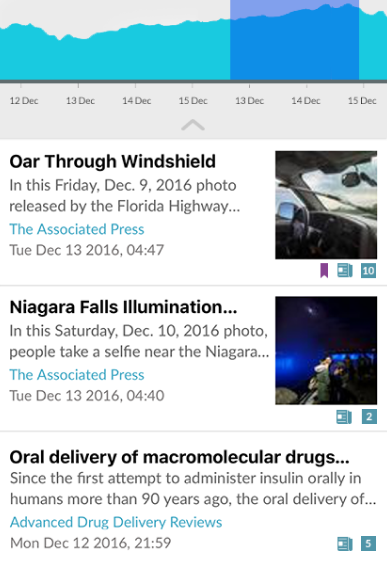 12 Dec 13 Dec 14 Dec 15 Dec 13 Dec 14 Dec 15 Dec
Oar Through Windshield
In this Friday, Dec. 9, 2016 photo
released by the Florida Highway...
The Associated Press
Tue Dec 13 2016, 04:47
10
Niagara Falls Illumination...
In this Saturday, Dec. 10, 2016 photo,
people take a selfie near the Niagara...
The Associated Press
Tue Dec 13 2016, 04:40
2
Oral delivery of macromolecular drugs...
Since the first attempt to administer insulin orally in
humans more than 90 years ago, the oral delivery of...
Advanced Drug Delivery Reviews
Mon Dec 12 2016, 21:59
5